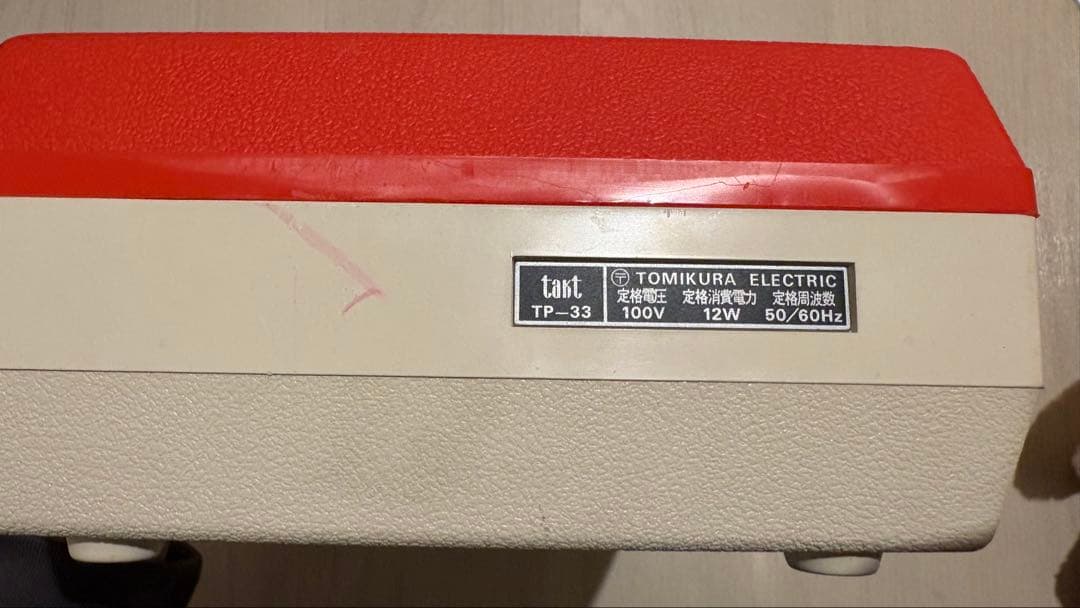 takt
TP-33
〒 TOMIKURA ELECTRIC
定格電圧 定格消費電力 定格周波数
100V 12W 50/60Hz